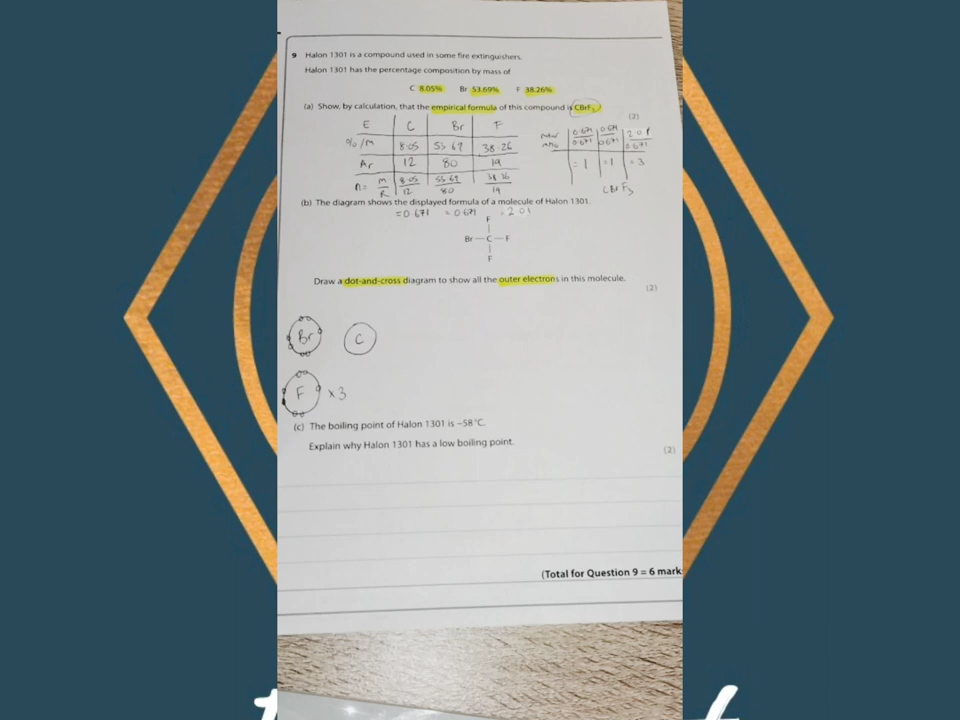 9 Halon 1301 is a compound used in some fire extinguishers.
Halon 1301 has the percentage composition by mass of
C 8.05% Br 53.69% F 38.26%
(a) Show, by calculation, that the empirical formula of this compound is CBrF3.
(2)
E C Br F
%/M 8.05 53.69 38.26
Ar 12 80 19
n= M/R 8.05/12 53.69/80 38.26/19
= 0.671 = 0.671 = 2.01
ratio 0.671/0.671 0.671/0.671 2.01/0.671
= 1 = 1 = 3
CBrF3
(b) The diagram shows the displayed formula of a molecule of Halon 1301.
F
Br — C — F
F
Draw a dot-and-cross diagram to show all the outer electrons in this molecule.
(2)
Br C
F x3
(c) The boiling point of Halon 1301 is −58 °C.
Explain why Halon 1301 has a low boiling point.
(2)
(Total for Question 9 = 6 mark